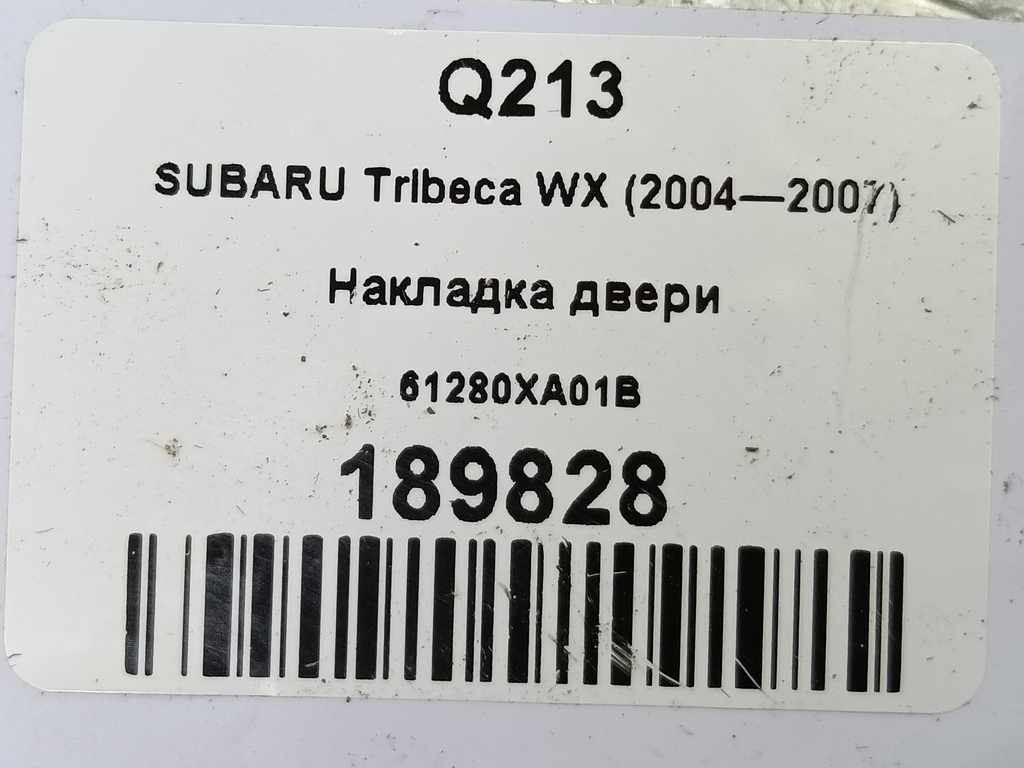 Q213
SUBARU Tribeca WX (2004—2007)
Накладка двери
61280XA01B
189828